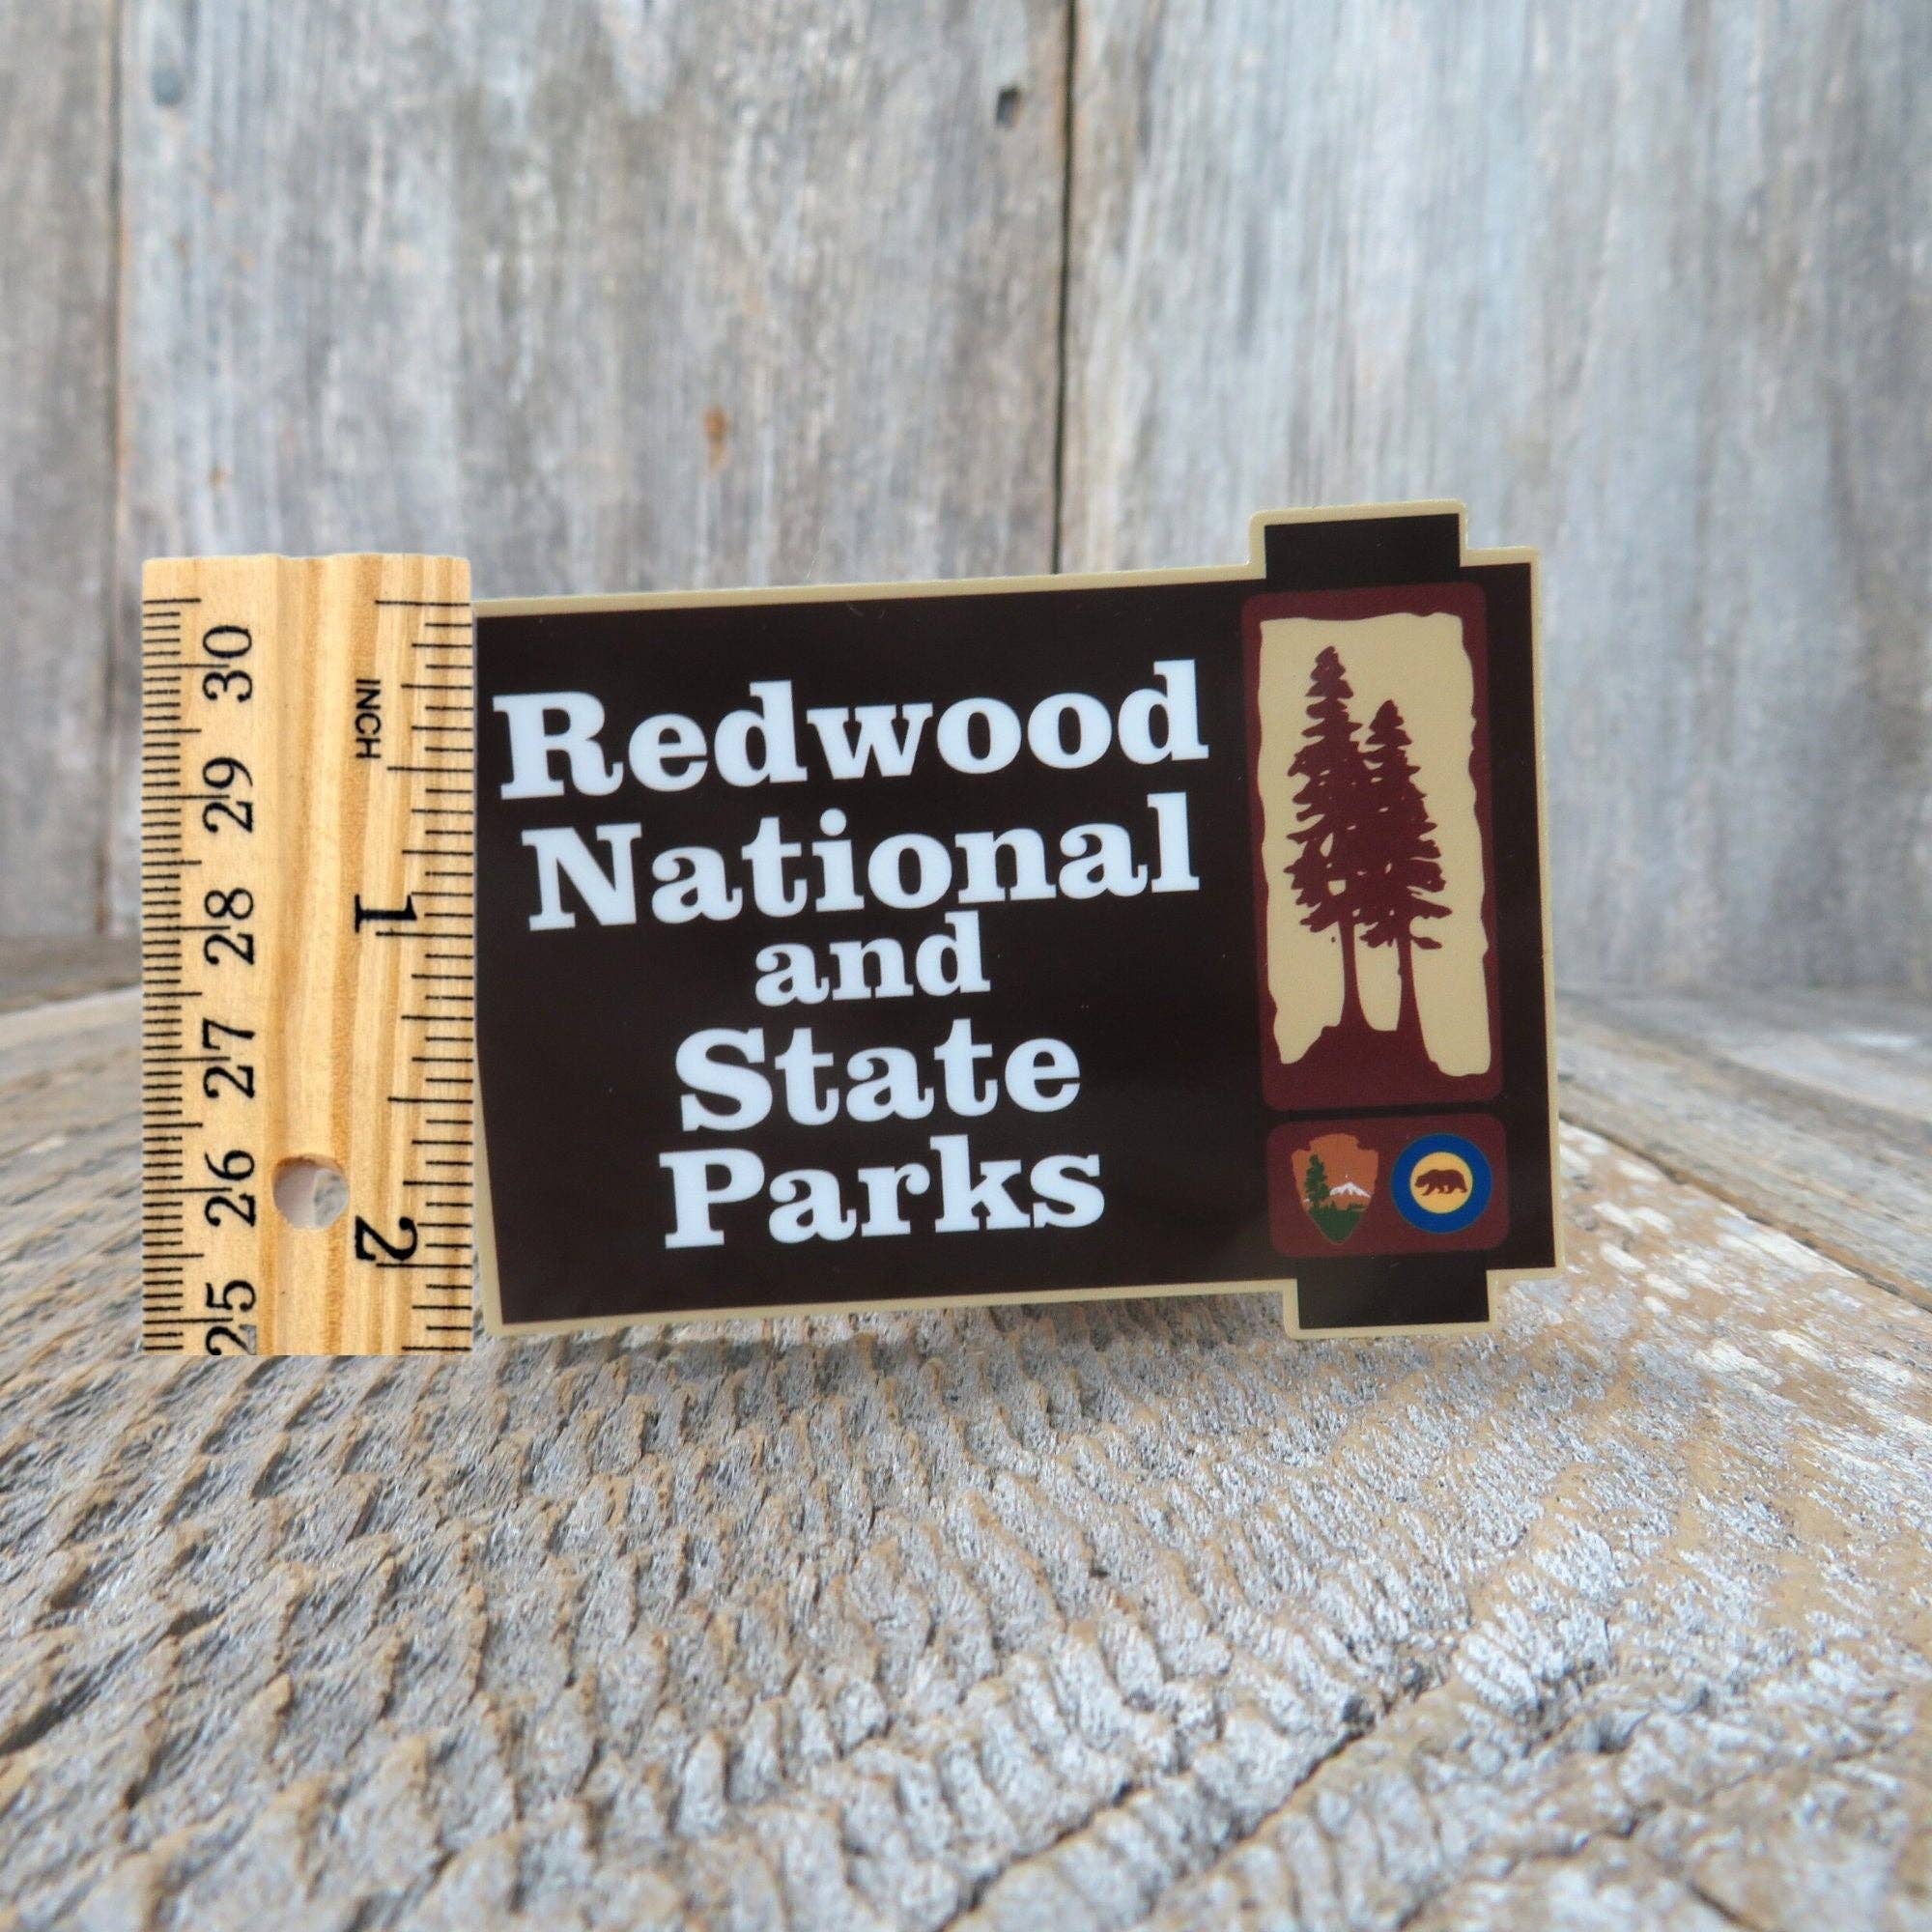 30
29
28
27
26
25
INCH
1
2
Redwood
National
and
State
Parks